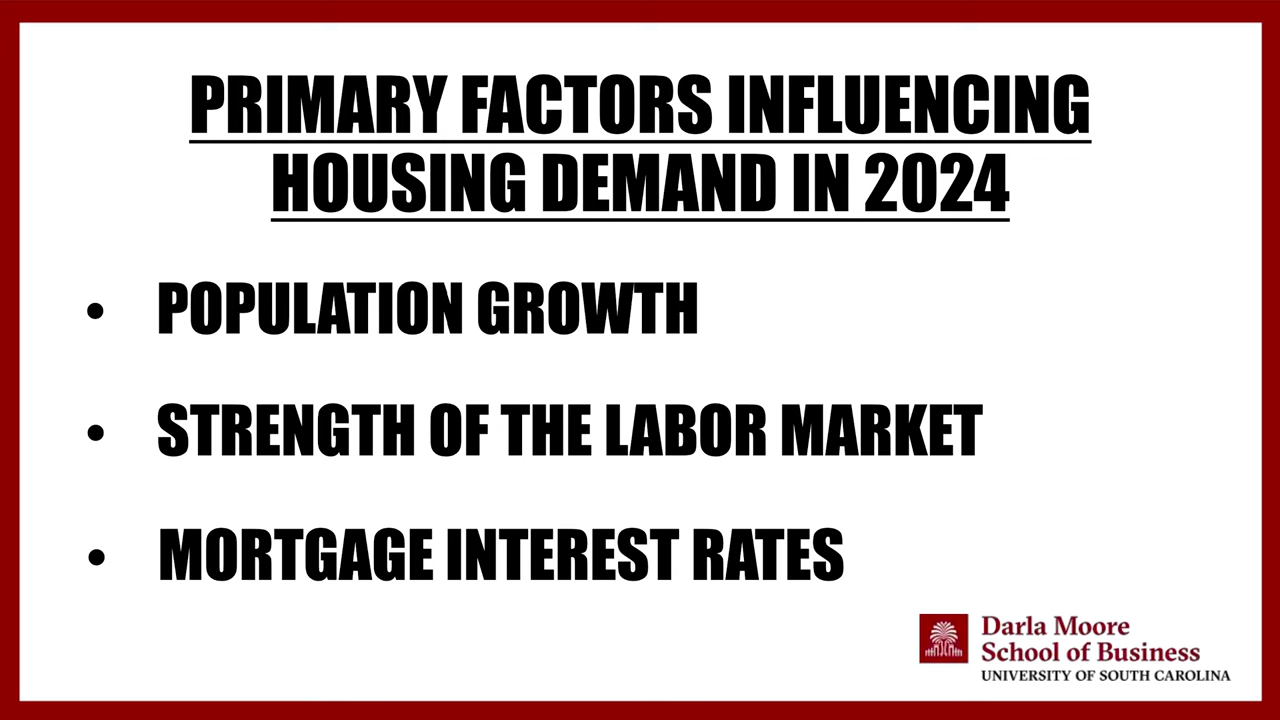 PRIMARY FACTORS INFLUENCING
HOUSING DEMAND IN 2024
• POPULATION GROWTH
• STRENGTH OF THE LABOR MARKET
• MORTGAGE INTEREST RATES
Darla Moore
School of Business
UNIVERSITY OF SOUTH CAROLINA